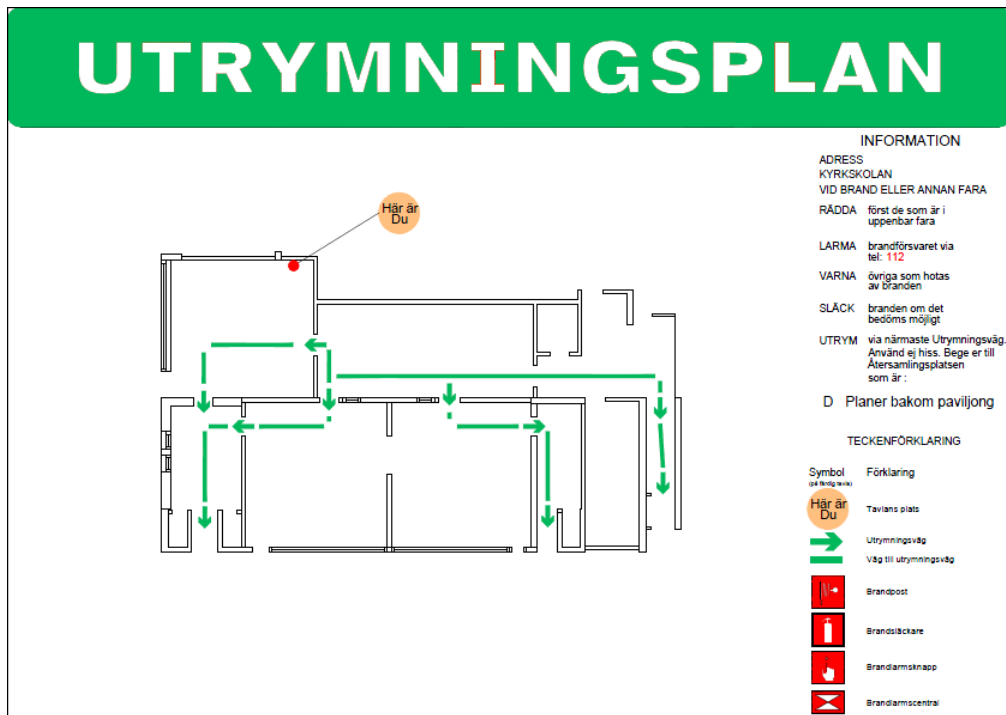 UTRYMNINGSPLAN
Här är
Du
INFORMATION
ADRESS
KYRKSKOLAN
VID BRAND ELLER ANNAN FARA
RÄDDA först de som är i
uppenbar fara
LARMA brandförsvaret via
tel: 112
VARNA övriga som hotas
av branden
SLÄCK branden om det
bedöms möjligt
UTRYM via närmaste Utrymningsväg.
Använd ej hiss. Bege er till
Återsamlingsplatsen
som är :
D Planer bakom paviljong
TECKENFÖRKLARING
Symbol Förklaring
(på färdig tavla)
Här är
Du
Tavlans plats
Utrymningsväg
Väg till utrymningsväg
Brandpost
Brandsläckare
Brandlarmsknapp
Brandlarmscentral